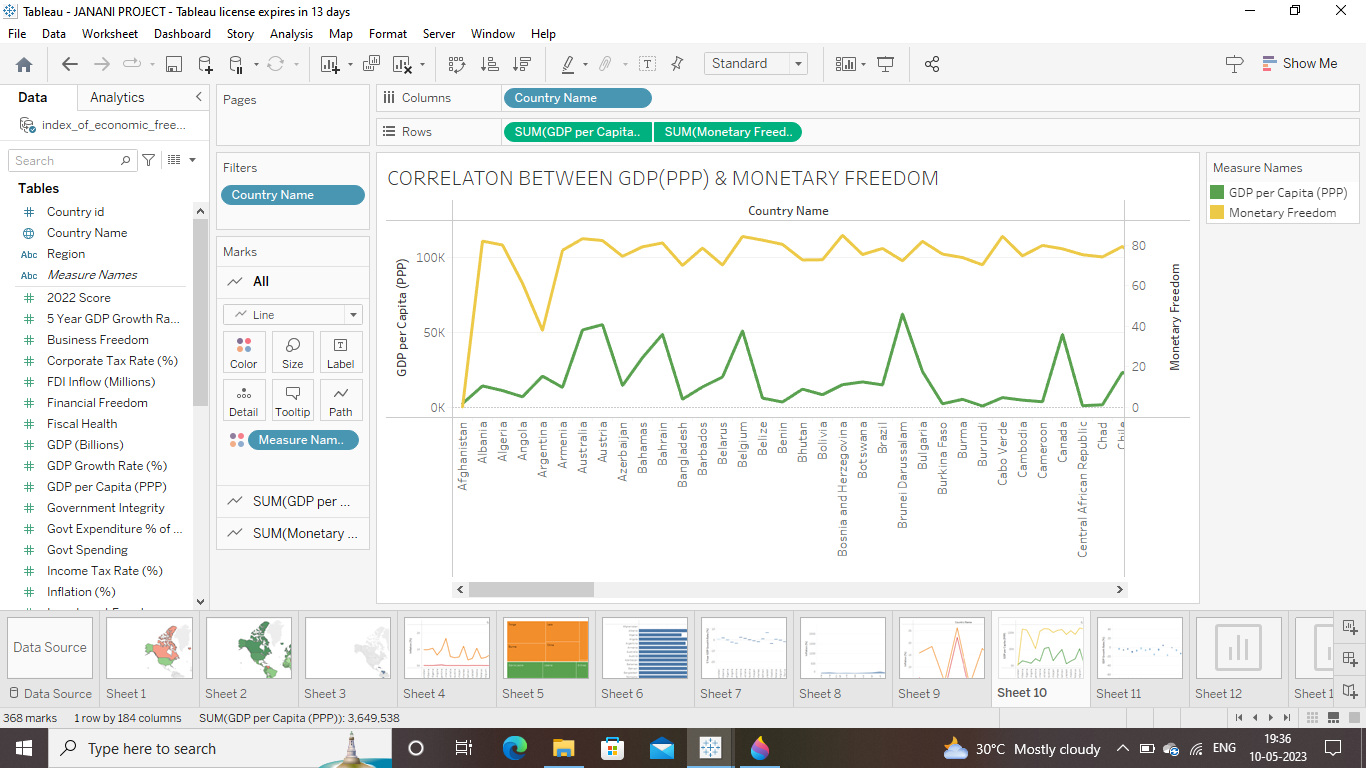 Tableau - JANANI PROJECT - Tableau license expires in 13 days
File Data Worksheet Dashboard Story Analysis Map Format Server Window Help
Standard
Show Me
Data Analytics
index_of_economic_free...
Search
Tables
Country id
Country Name
Region
Measure Names
2022 Score
5 Year GDP Growth Ra...
Business Freedom
Corporate Tax Rate (%)
FDI Inflow (Millions)
Financial Freedom
Fiscal Health
GDP (Billions)
GDP Growth Rate (%)
GDP per Capita (PPP)
Government Integrity
Govt Expenditure % of ...
Govt Spending
Income Tax Rate (%)
Inflation (%)
Pages
Filters
Country Name
Marks
All
Line
Color Size Label
Detail Tooltip Path
Measure Nam..
SUM(GDP per ...
SUM(Monetary ...
Columns Country Name
Rows SUM(GDP per Capita.. SUM(Monetary Freed..
CORRELATON BETWEEN GDP(PPP) & MONETARY FREEDOM
Country Name
GDP per Capita (PPP)
100K
50K
0K
80
60
40
20
0
Monetary Freedom
Afghanistan
Albania
Algeria
Angola
Argentina
Armenia
Australia
Austria
Azerbaijan
Bahamas
Bahrain
Bangladesh
Barbados
Belarus
Belgium
Belize
Benin
Bhutan
Bolivia
Bosnia and Herzegovina
Botswana
Brazil
Brunei Darussalam
Bulgaria
Burkina Faso
Burma
Burundi
Cabo Verde
Cambodia
Cameroon
Canada
Central African Republic
Chad
Chile
Measure Names
GDP per Capita (PPP)
Monetary Freedom
Data Source
Data Source Sheet 1 Sheet 2 Sheet 3 Sheet 4 Sheet 5 Sheet 6 Sheet 7 Sheet 8 Sheet 9 Sheet 10 Sheet 11 Sheet 12 Sheet 1
368 marks 1 row by 184 columns SUM(GDP per Capita (PPP)): 3,649,538
Type here to search
30°C Mostly cloudy
ENG
19:36
10-05-2023